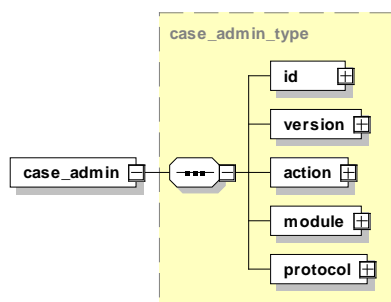 case_admin_type
id
version
case_admin
action
module
protocol